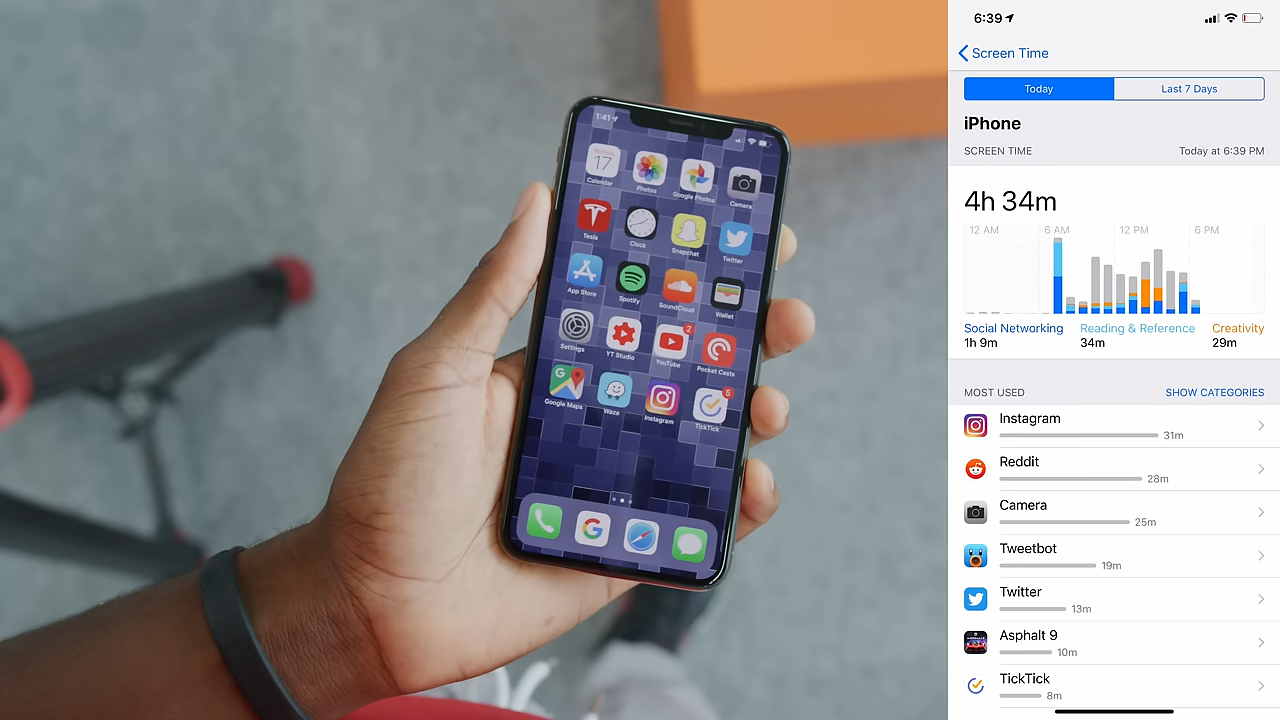 1:41
17
Calendar
Photos
Google Photos
Camera
Tesla
Clock
Snapchat
Twitter
App Store
Spotify
SoundCloud
Wallet
2
Settings
YT Studio
YouTube
Pocket Casts
G
5
Google Maps
Waze
Instagram
TickTick
G
6:39
Screen Time
Today Last 7 Days
iPhone
SCREEN TIME Today at 6:39 PM
4h 34m
12 AM 6 AM 12 PM 6 PM
Social Networking Reading & Reference Creativity
1h 9m 34m 29m
MOST USED SHOW CATEGORIES
Instagram
31m
Reddit
28m
Camera
25m
Tweetbot
19m
Twitter
13m
Asphalt 9
10m
TickTick
8m